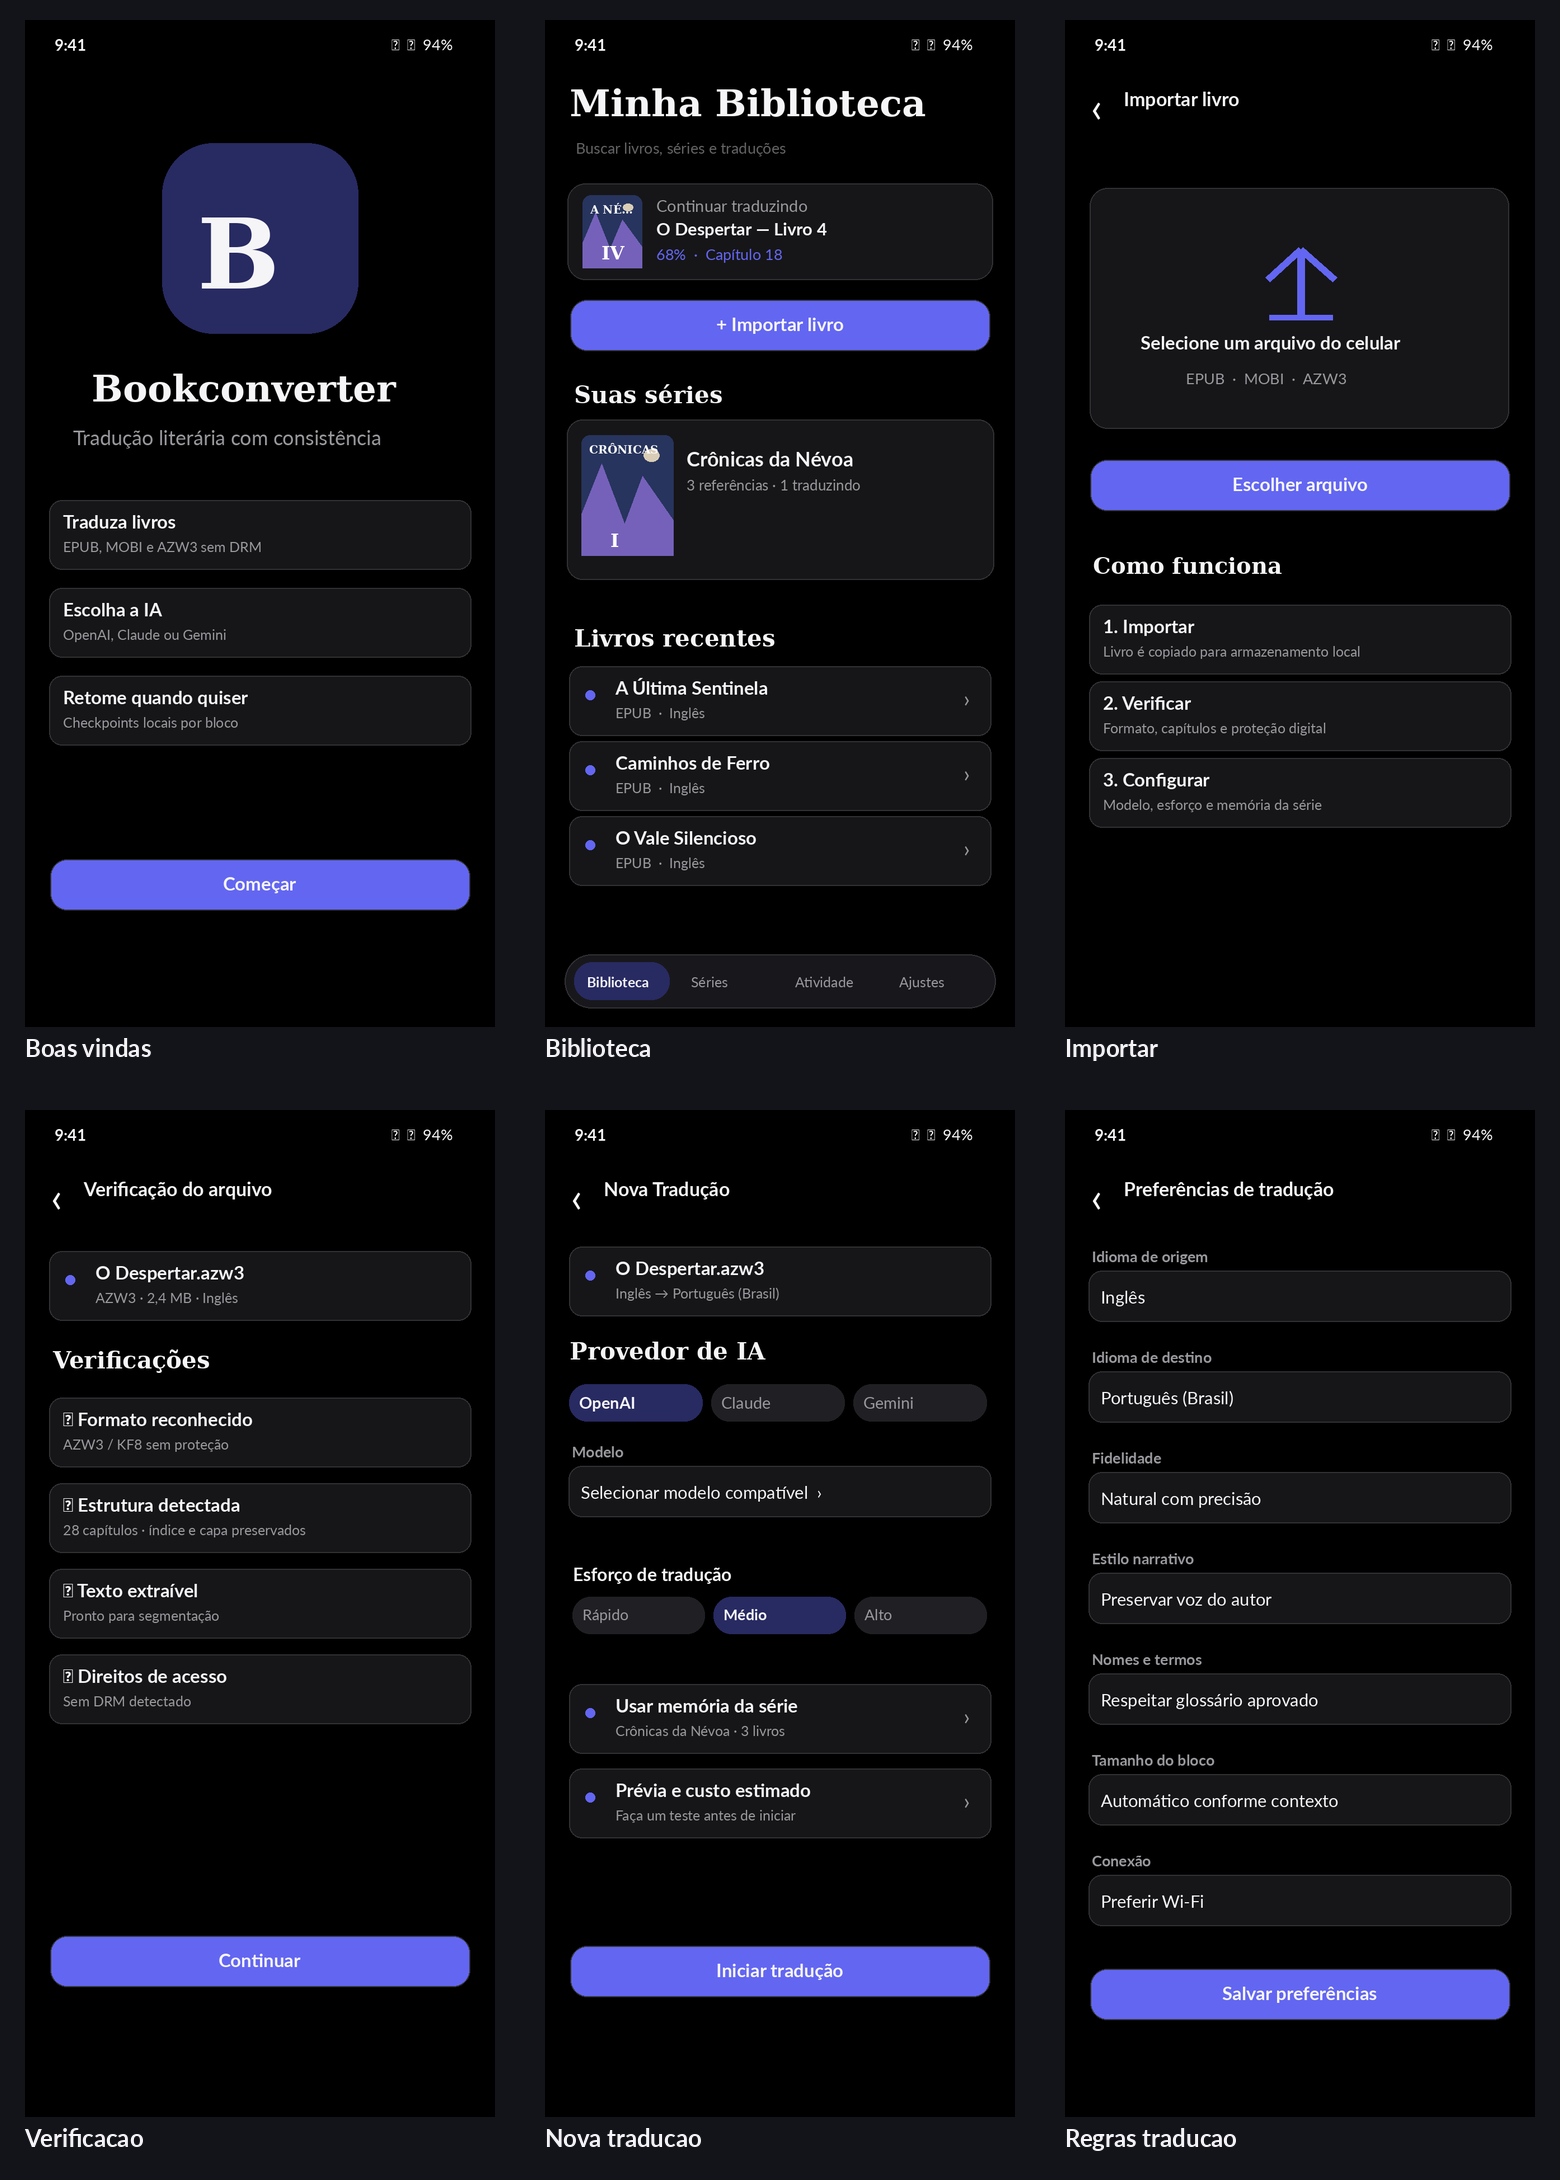 9:41
94%
B
Bookconverter
Tradução literária com consistência
Traduza livros
EPUB, MOBI e AZW3 sem DRM
Escolha a IA
OpenAI, Claude ou Gemini
Retome quando quiser
Checkpoints locais por bloco
Começar
Boas vindas
9:41
94%
Minha Biblioteca
Buscar livros, séries e traduções
A NÉ...
IV
Continuar traduzindo
O Despertar — Livro 4
68% · Capítulo 18
+ Importar livro
Suas séries
CRÔNICAS
I
Crônicas da Névoa
3 referências · 1 traduzindo
Livros recentes
A Última Sentinela
EPUB · Inglês
›
Caminhos de Ferro
EPUB · Inglês
›
O Vale Silencioso
EPUB · Inglês
›
Biblioteca Séries Atividade Ajustes
Biblioteca
9:41
94%
‹ Importar livro
Selecione um arquivo do celular
EPUB · MOBI · AZW3
Escolher arquivo
Como funciona
1. Importar
Livro é copiado para armazenamento local
2. Verificar
Formato, capítulos e proteção digital
3. Configurar
Modelo, esforço e memória da série
Importar
9:41
94%
‹ Verificação do arquivo
O Despertar.azw3
AZW3 · 2,4 MB · Inglês
Verificações
Formato reconhecido
AZW3 / KF8 sem proteção
Estrutura detectada
28 capítulos · índice e capa preservados
Texto extraível
Pronto para segmentação
Direitos de acesso
Sem DRM detectado
Continuar
Verificacao
9:41
94%
‹ Nova Tradução
O Despertar.azw3
Inglês → Português (Brasil)
Provedor de IA
OpenAI Claude Gemini
Modelo
Selecionar modelo compatível ›
Esforço de tradução
Rápido Médio Alto
Usar memória da série
Crônicas da Névoa · 3 livros
›
Prévia e custo estimado
Faça um teste antes de iniciar
›
Iniciar tradução
Nova traducao
9:41
94%
‹ Preferências de tradução
Idioma de origem
Inglês
Idioma de destino
Português (Brasil)
Fidelidade
Natural com precisão
Estilo narrativo
Preservar voz do autor
Nomes e termos
Respeitar glossário aprovado
Tamanho do bloco
Automático conforme contexto
Conexão
Preferir Wi-Fi
Salvar preferências
Regras traducao